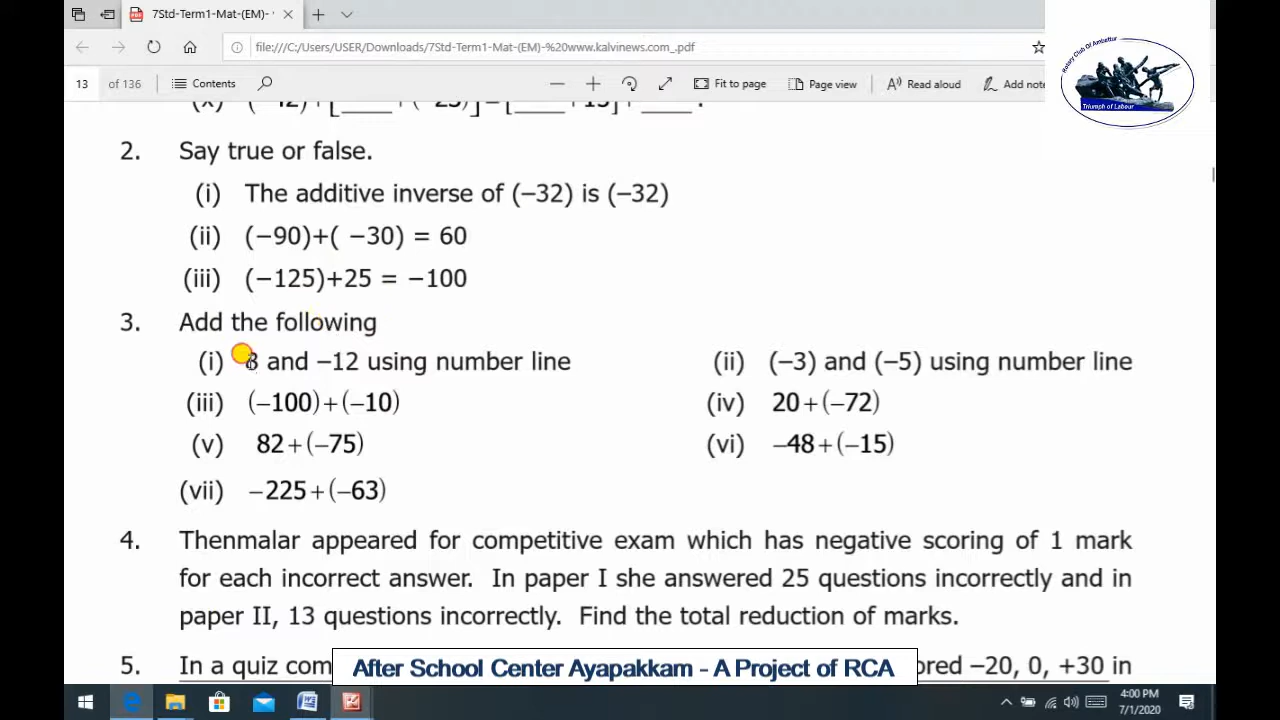 7Std-Term1-Mat-(EM)-
file:///C:/Users/USER/Downloads/7Std-Term1-Mat-(EM)-%20www.kalvinews.com_.pdf
13 of 136 Contents Fit to page Page view Read aloud Add note
2. Say true or false.
(i) The additive inverse of (−32) is (−32)
(ii) (−90)+( −30) = 60
(iii) (−125)+25 = −100
3. Add the following
(i) 8 and −12 using number line (ii) (−3) and (−5) using number line
(iii) (−100)+(−10) (iv) 20+(−72)
(v) 82+(−75) (vi) −48+(−15)
(vii) −225+(−63)
4. Thenmalar appeared for competitive exam which has negative scoring of 1 mark
for each incorrect answer. In paper I she answered 25 questions incorrectly and in
paper II, 13 questions incorrectly. Find the total reduction of marks.
5. In a quiz com ored −20, 0, +30 in
After School Center Ayapakkam - A Project of RCA
Rotary Club Of Ambattur
Triumph of Labour
4:00 PM
7/1/2020